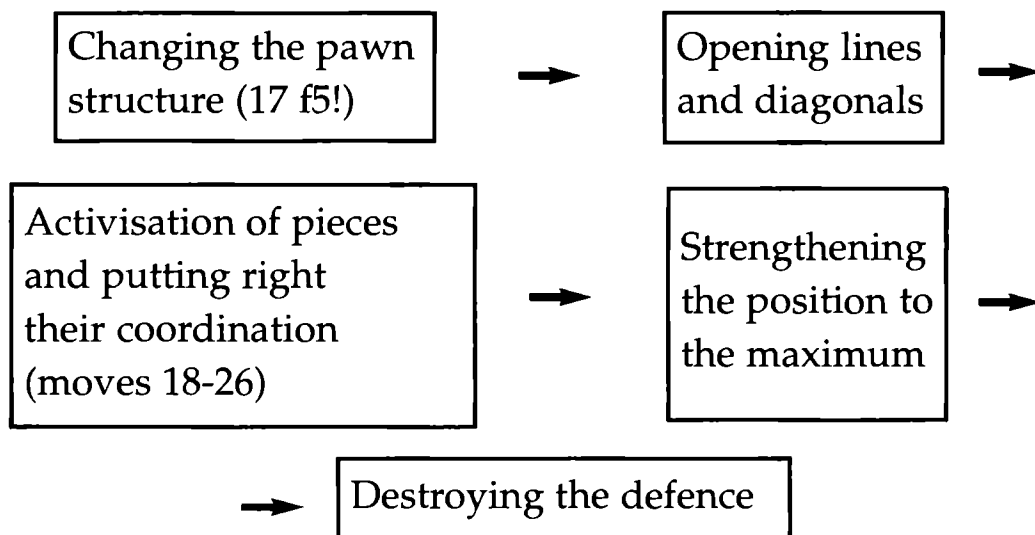 Changing the pawn
structure (17 f5!)
Opening lines
and diagonals
Activisation of pieces
and putting right
their coordination
(moves 18-26)
Strengthening
the position to
the maximum
Destroying the defence